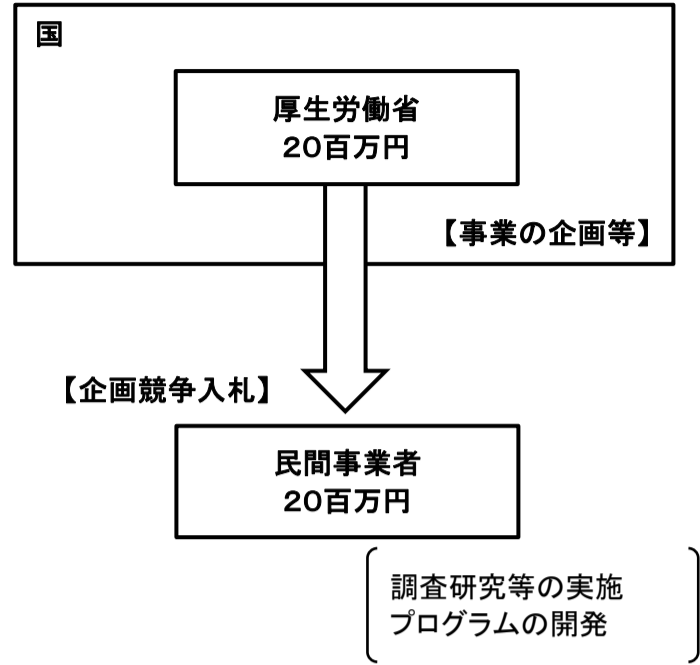 国
厚生労働省
20百万円
【事業の企画等】
【企画競争入札】
民間事業者
20百万円
調査研究等の実施
プログラムの開発